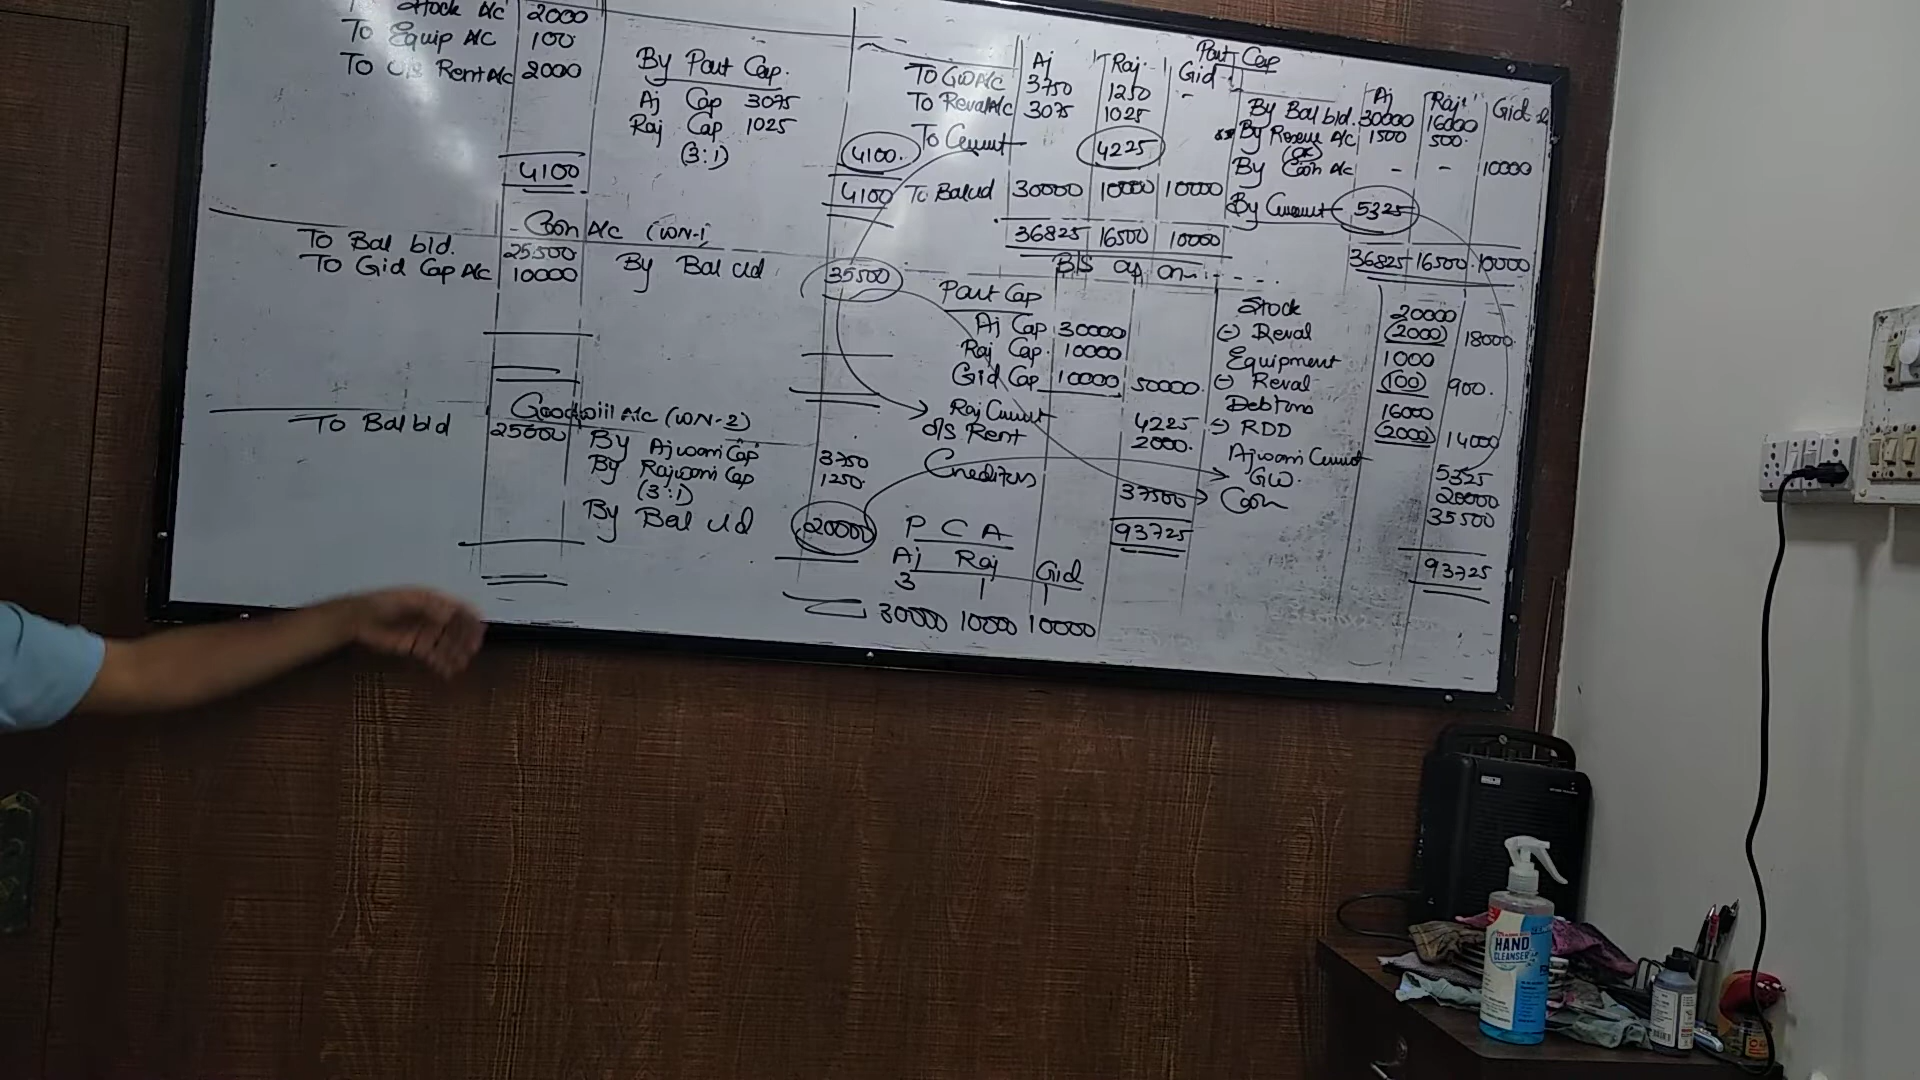 Stock A/c 2000
To Equip A/c 100
To O/s Rent A/c 2000
4100
By Part Cap.
Aj Cap 3075
Raj Cap 1025
(3:1)
4100.
4100
Cash A/c (WN-1)
To Bal b/d. 25500
To Gid Cap A/c 10000
By Bal c/d 35500
Goodwill A/c (WN-2)
To Bal b/d 25000
By Ajwani Cap 3750
By Rajwani Cap 1250.
(3:1)
By Bal c/d 20000
Part Cap
Aj Raj. Gid
To GW A/c 3750 1250 -
To Reval A/c 3075 1025
To Current 4225
To Bal c/d 30000 10000 10000
36825 16500 10000
Aj Raj Gid
By Bal b/d. 30000 16000
By Reserve A/c 1500 500.
By Cash A/c - - 10000
By Current 5325
36825 16500 10000
B/S as on
Part Cap
Aj Cap 30000
Raj Cap. 10000
Gid Cap 10000 50000.
Raj Current 4225
O/S Rent 2000.
Creditors 37500
93725
Stock 20000
(-) Reval (2000) 18000
Equipment 1000
(-) Reval (100) 900.
Debtors 16000
(-) RDD (2000) 14000
Ajwani Current 5325
GW. 20000
Cash 35500
93725
P C A
Aj Raj Gid
3 1 1
30000 10000 10000
HAND
CLEANSER